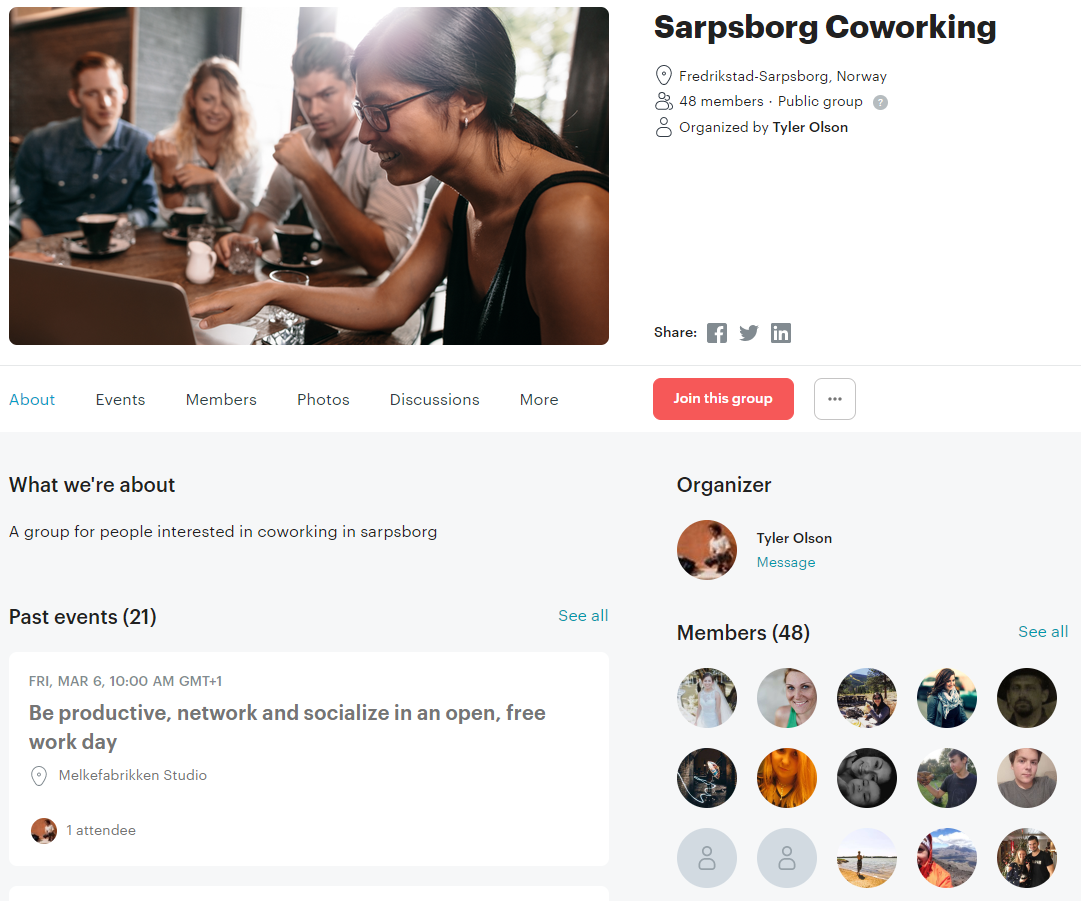 Sarpsborg Coworking
Fredrikstad-Sarpsborg, Norway
48 members · Public group ?
Organized by Tyler Olson
Share:
About Events Members Photos Discussions More
Join this group
What we're about
A group for people interested in coworking in sarpsborg
Past events (21) See all
FRI, MAR 6, 10:00 AM GMT+1
Be productive, network and socialize in an open, free
work day
Melkefabrikken Studio
1 attendee
Organizer
Tyler Olson
Message
Members (48) See all